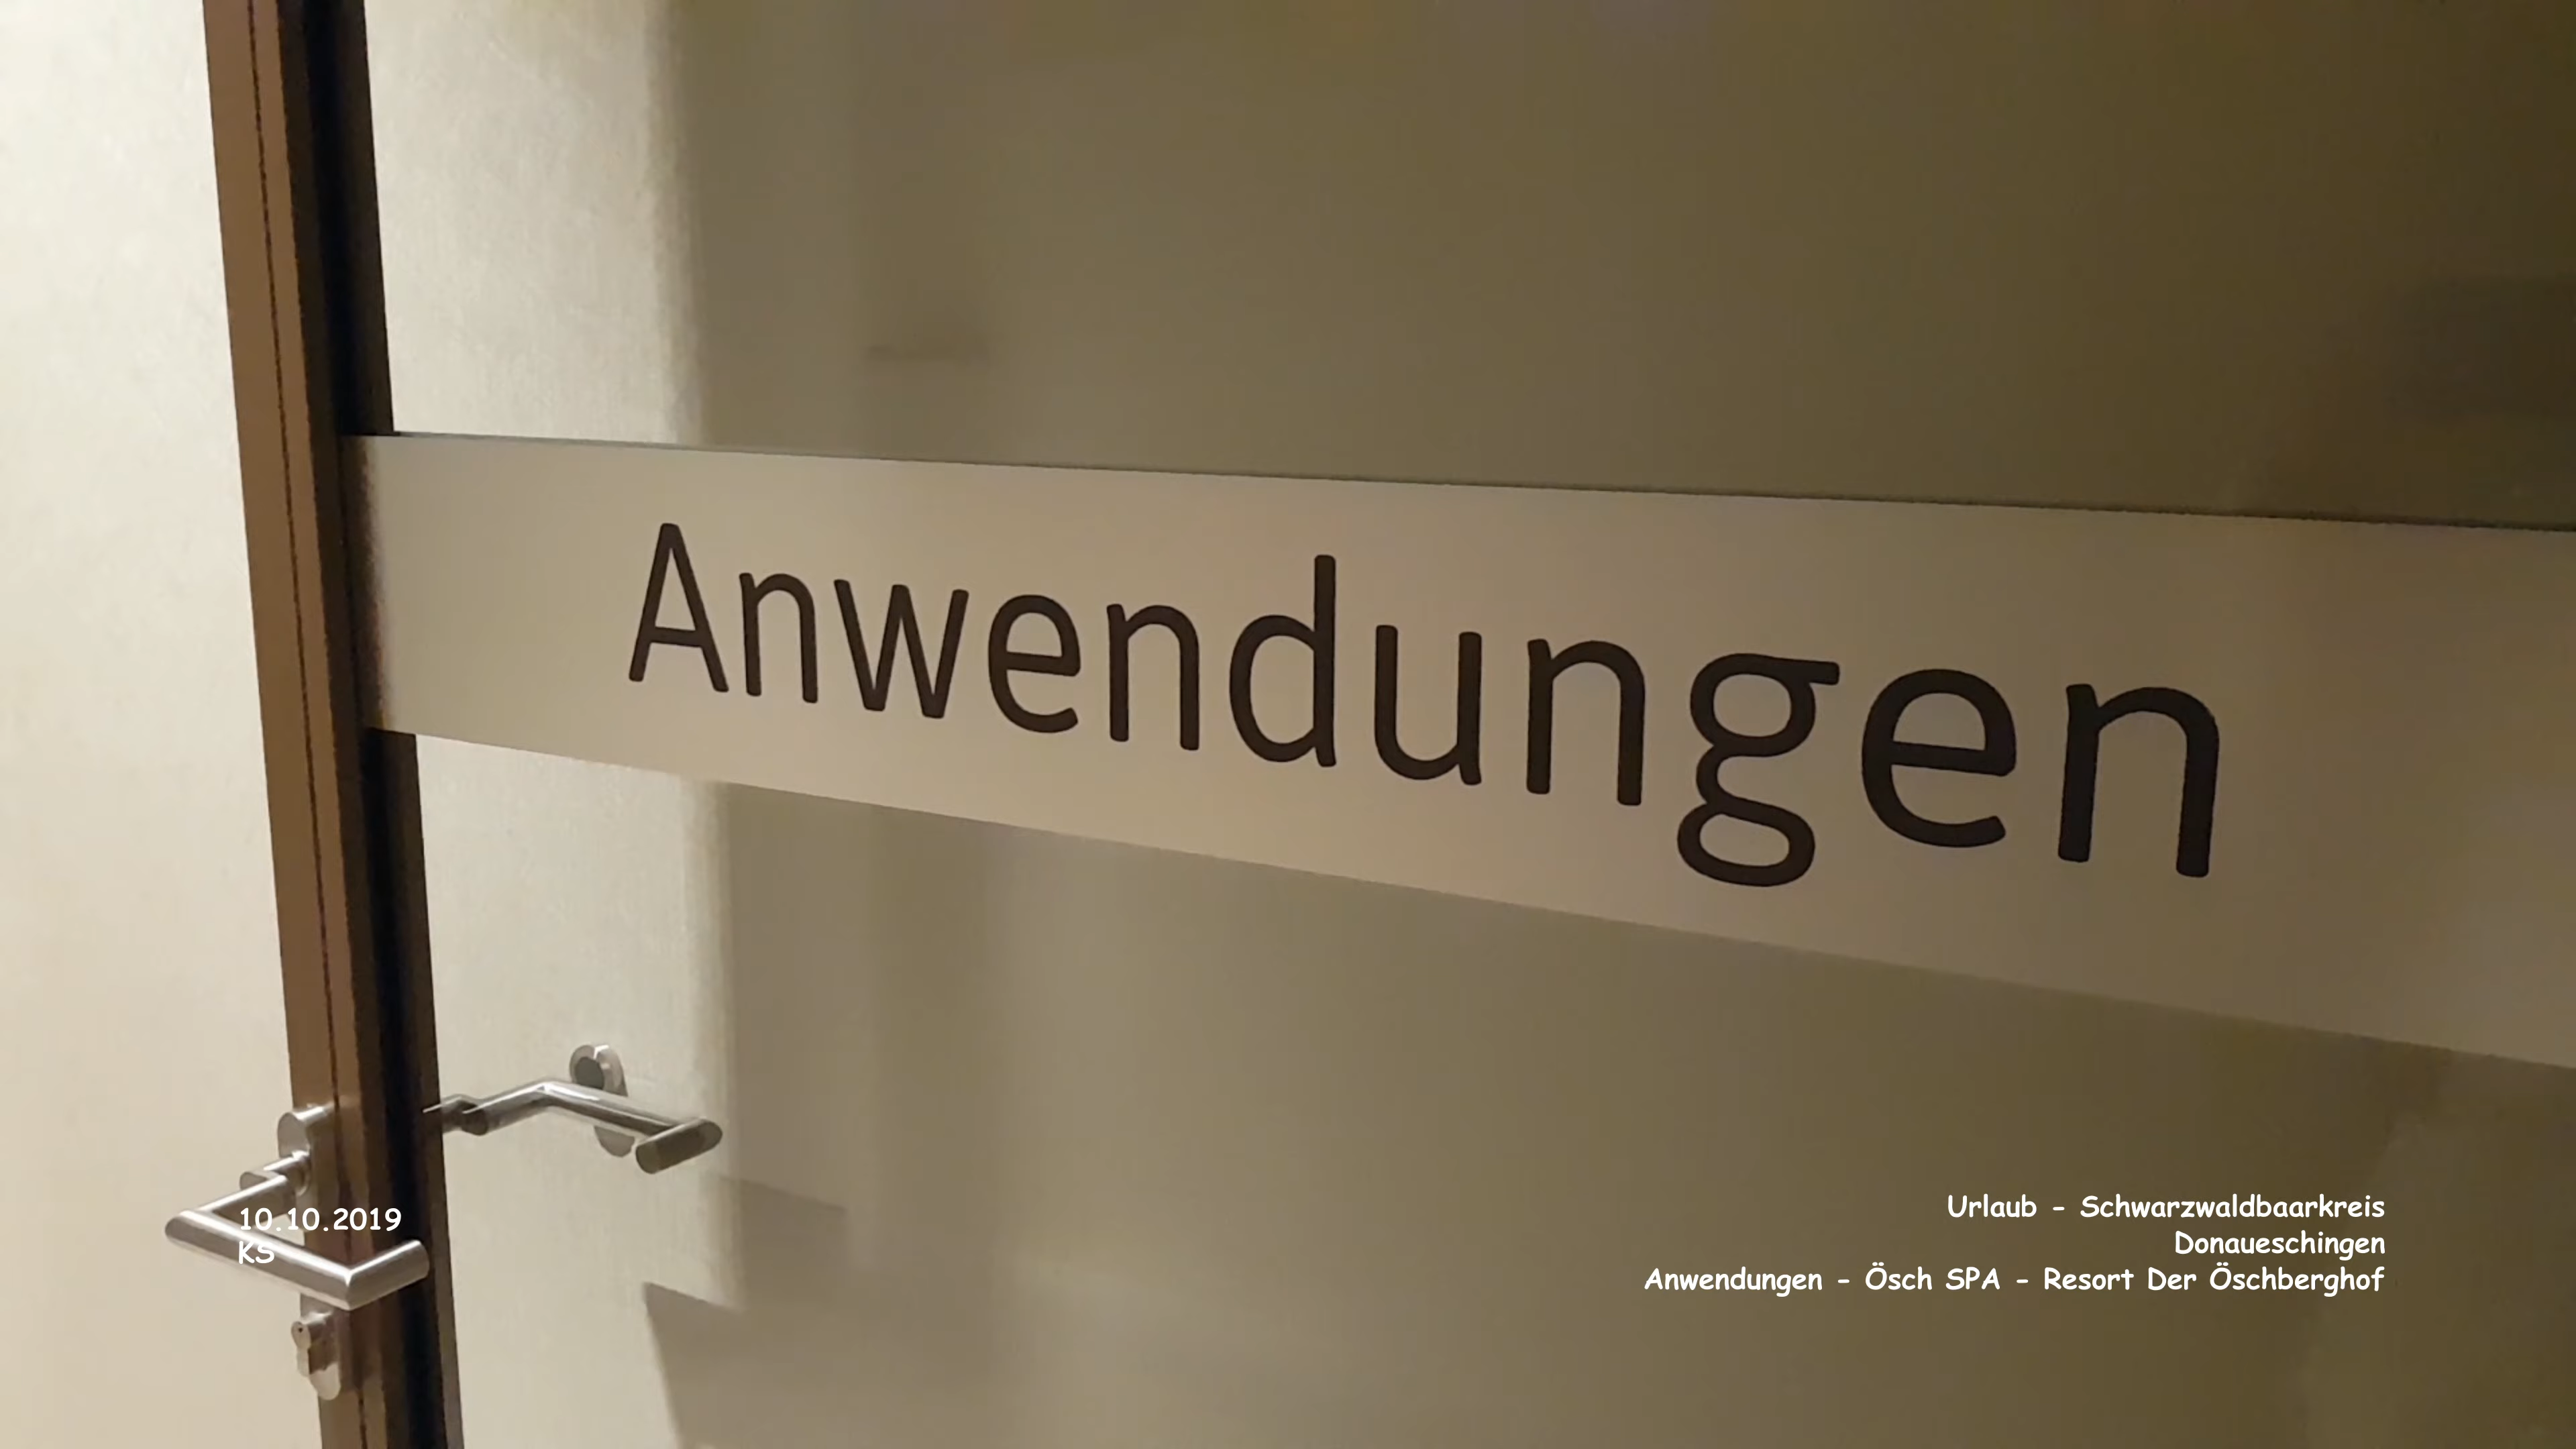 Anwendungen
10.10.2019
KS
Urlaub - Schwarzwaldbaarkreis
Donaueschingen
Anwendungen - Ösch SPA - Resort Der Öschberghof